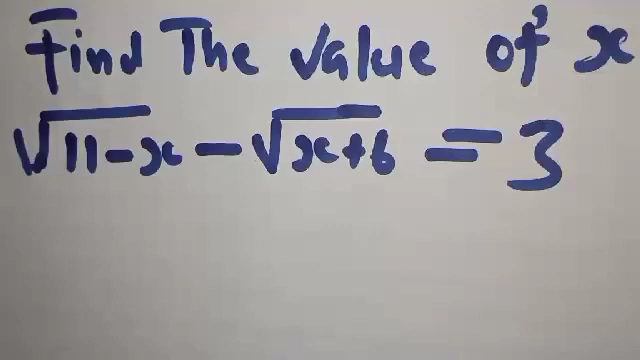 Find The value of x
√11-x - √x+6 = 3